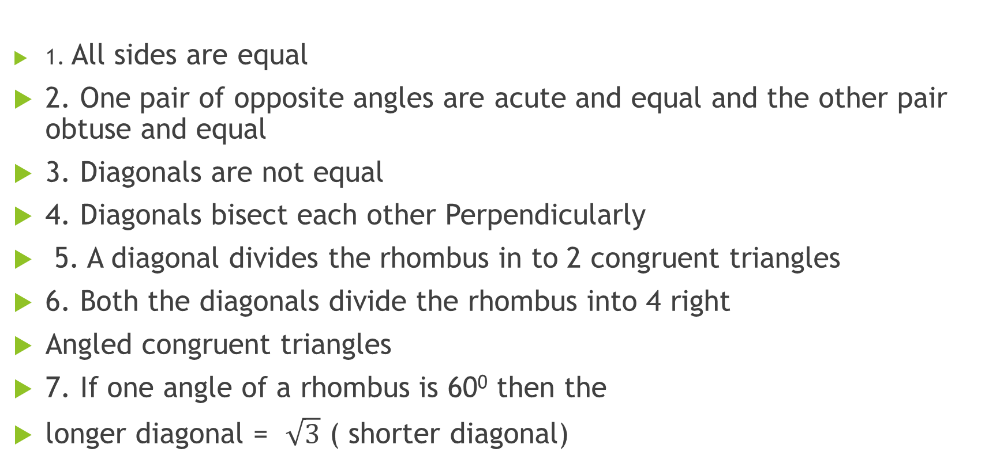 1. All sides are equal
2. One pair of opposite angles are acute and equal and the other pair
obtuse and equal
3. Diagonals are not equal
4. Diagonals bisect each other Perpendicularly
5. A diagonal divides the rhombus in to 2 congruent triangles
6. Both the diagonals divide the rhombus into 4 right
Angled congruent triangles
7. If one angle of a rhombus is 60⁰ then the
longer diagonal = √3 ( shorter diagonal)